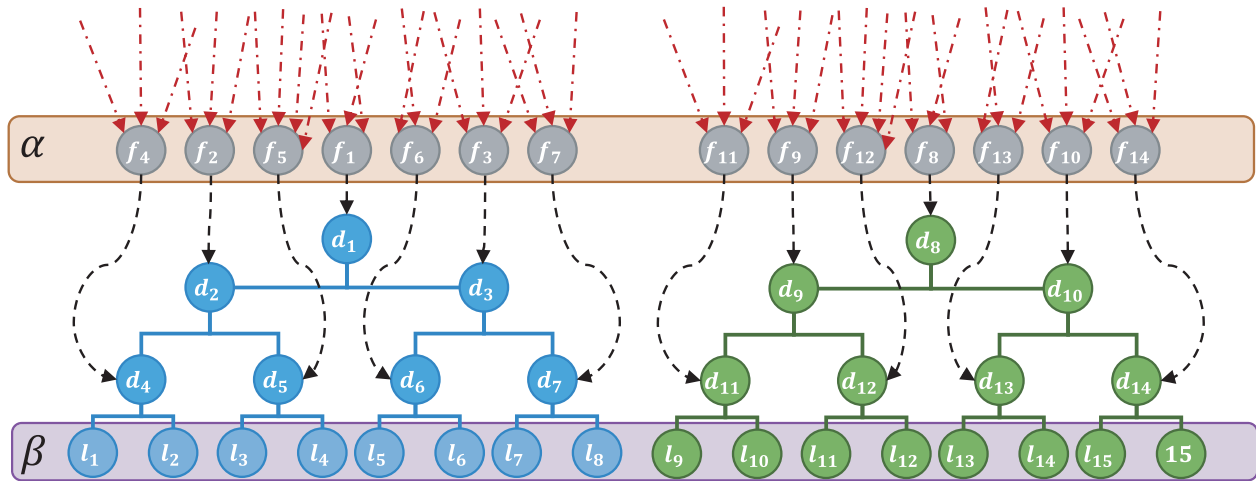 α f₄ f₂ f₅ f₁ f₆ f₃ f₇ f₁₁ f₉ f₁₂ f₈ f₁₃ f₁₀ f₁₄
d₁ d₈
d₂ d₃ d₉ d₁₀
d₄ d₅ d₆ d₇ d₁₁ d₁₂ d₁₃ d₁₄
β l₁ l₂ l₃ l₄ l₅ l₆ l₇ l₈ l₉ l₁₀ l₁₁ l₁₂ l₁₃ l₁₄ l₁₅ 15